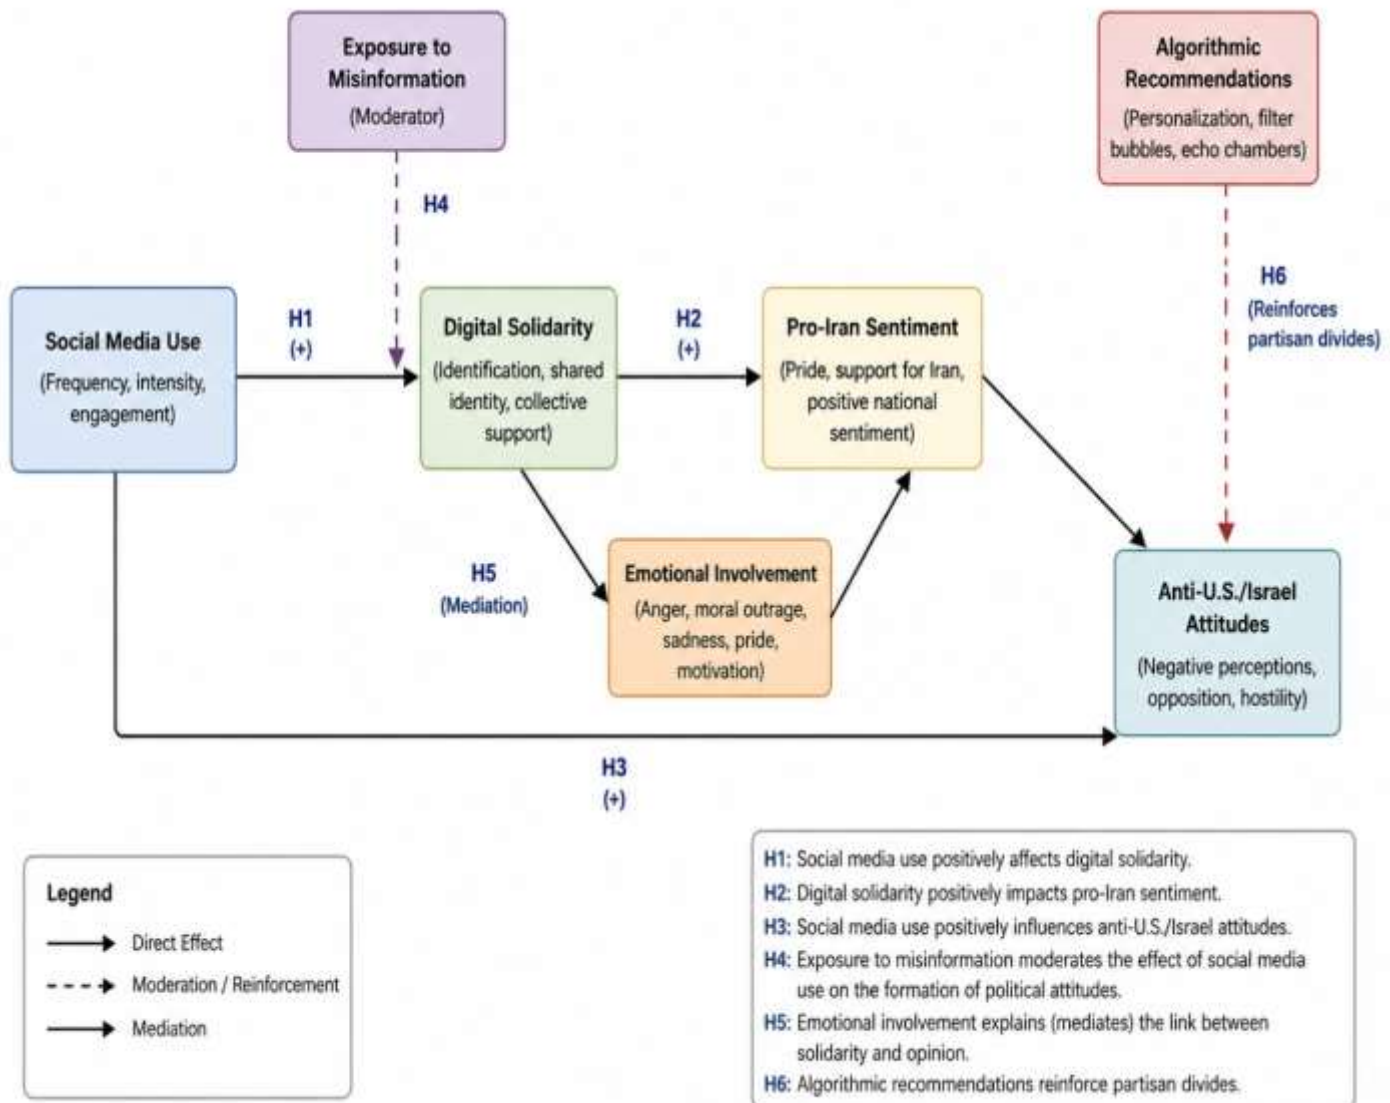 Exposure to
Misinformation
(Moderator)
Algorithmic
Recommendations
(Personalization, filter
bubbles, echo chambers)
H4
H6
(Reinforces
partisan divides)
Social Media Use
(Frequency, intensity,
engagement)
H1
(+)
Digital Solidarity
(Identification, shared
identity, collective
support)
H2
(+)
Pro-Iran Sentiment
(Pride, support for Iran,
positive national
sentiment)
H5
(Mediation)
Emotional Involvement
(Anger, moral outrage,
sadness, pride,
motivation)
Anti-U.S./Israel
Attitudes
(Negative perceptions,
opposition, hostility)
H3
(+)
Legend
Direct Effect
Moderation / Reinforcement
Mediation
H1: Social media use positively affects digital solidarity.
H2: Digital solidarity positively impacts pro-Iran sentiment.
H3: Social media use positively influences anti-U.S./Israel attitudes.
H4: Exposure to misinformation moderates the effect of social media
use on the formation of political attitudes.
H5: Emotional involvement explains (mediates) the link between
solidarity and opinion.
H6: Algorithmic recommendations reinforce partisan divides.